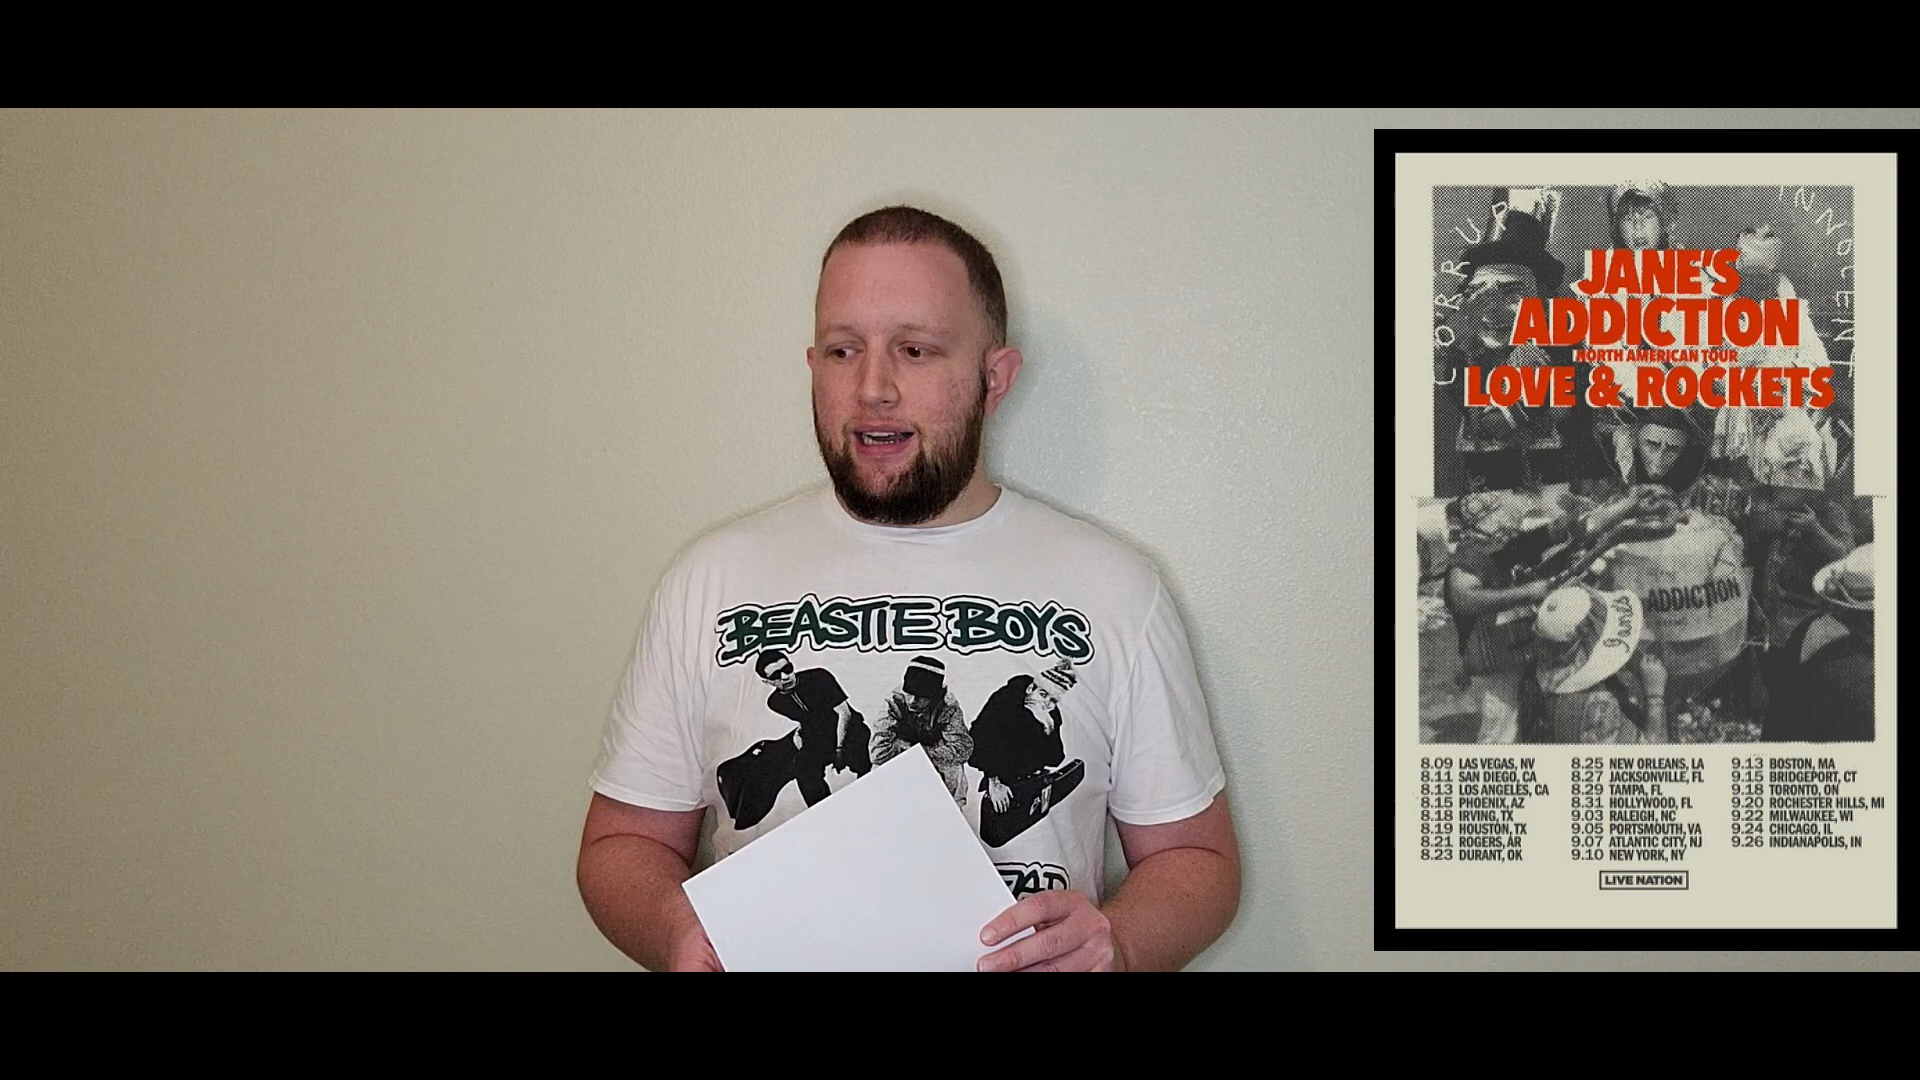 BEASTIE BOYS
CORRUPT INNOCENT
JANE'S
ADDICTION
NORTH AMERICAN TOUR
LOVE & ROCKETS
ADDICTION
Jane's
8.09 LAS VEGAS, NV
8.11 SAN DIEGO, CA
8.13 LOS ANGELES, CA
8.15 PHOENIX, AZ
8.18 IRVING, TX
8.19 HOUSTON, TX
8.21 ROGERS, AR
8.23 DURANT, OK
8.25 NEW ORLEANS, LA
8.27 JACKSONVILLE, FL
8.29 TAMPA, FL
8.31 HOLLYWOOD, FL
9.03 RALEIGH, NC
9.05 PORTSMOUTH, VA
9.07 ATLANTIC CITY, NJ
9.10 NEW YORK, NY
9.13 BOSTON, MA
9.15 BRIDGEPORT, CT
9.18 TORONTO, ON
9.20 ROCHESTER HILLS, MI
9.22 MILWAUKEE, WI
9.24 CHICAGO, IL
9.26 INDIANAPOLIS, IN
LIVE NATION